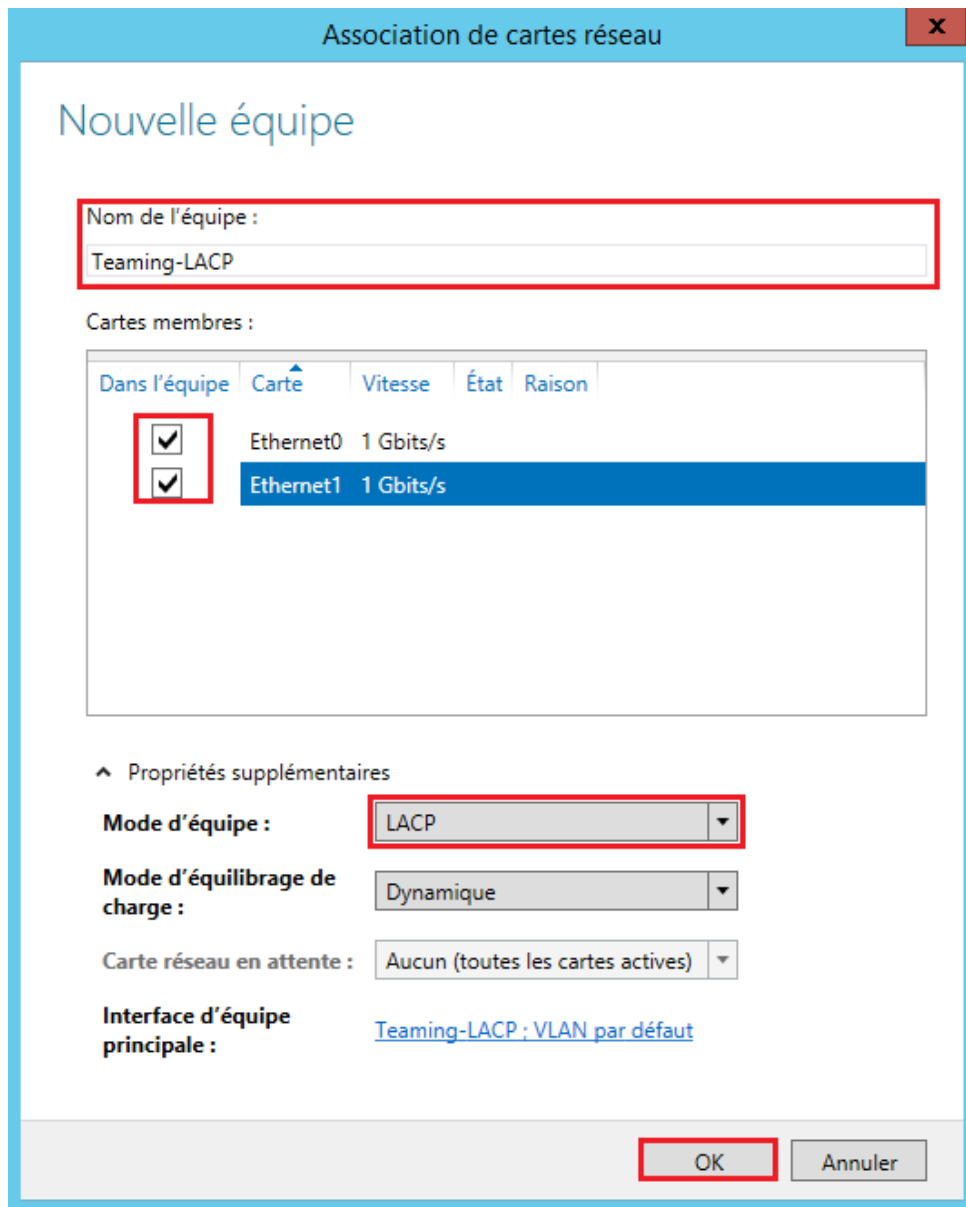 Association de cartes réseau
x
Nouvelle équipe
Nom de l'équipe :
Teaming-LACP
Cartes membres :
Dans l'équipe Carte Vitesse État Raison
Ethernet0 1 Gbits/s
Ethernet1 1 Gbits/s
Propriétés supplémentaires
Mode d'équipe : LACP
Mode d'équilibrage de
charge : Dynamique
Carte réseau en attente : Aucun (toutes les cartes actives)
Interface d'équipe
principale : Teaming-LACP ; VLAN par défaut
OK Annuler